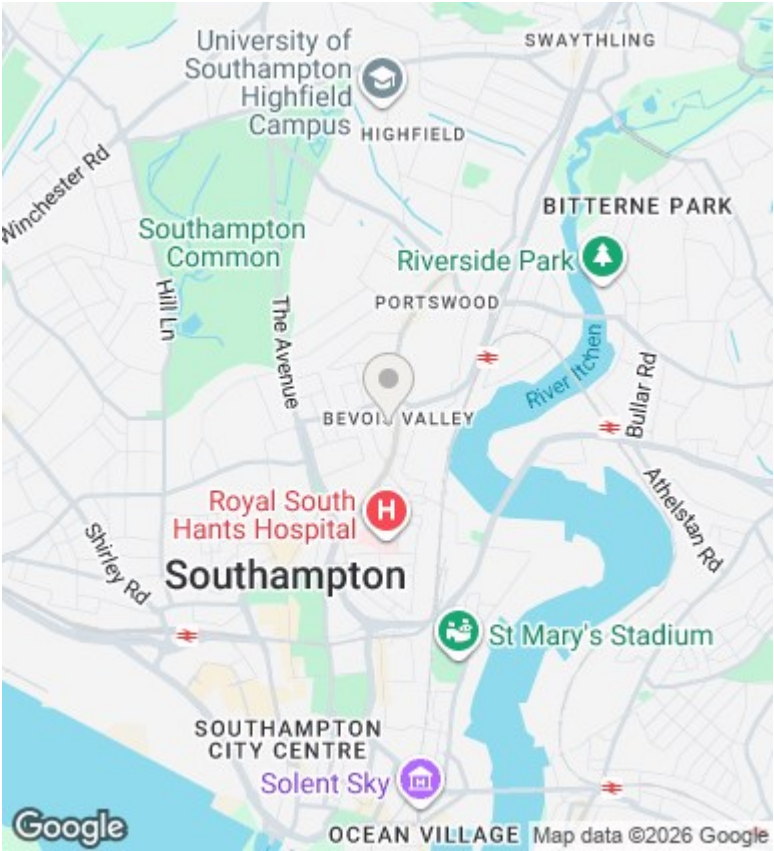 SWAYTHLING
University of
Southampton
Highfield
Campus
HIGHFIELD
Winchester Rd
BITTERNE PARK
Southampton
Common
Riverside Park
Hill Ln
The Avenue
PORTSWOOD
River Itchen
Bullar Rd
BEVOIS VALLEY
Athelstan Rd
Royal South
Hants Hospital
H
Shirley Rd
Southampton
St Mary's Stadium
SOUTHAMPTON
CITY CENTRE
Solent Sky
Google
OCEAN VILLAGE
Map data ©2026 Google